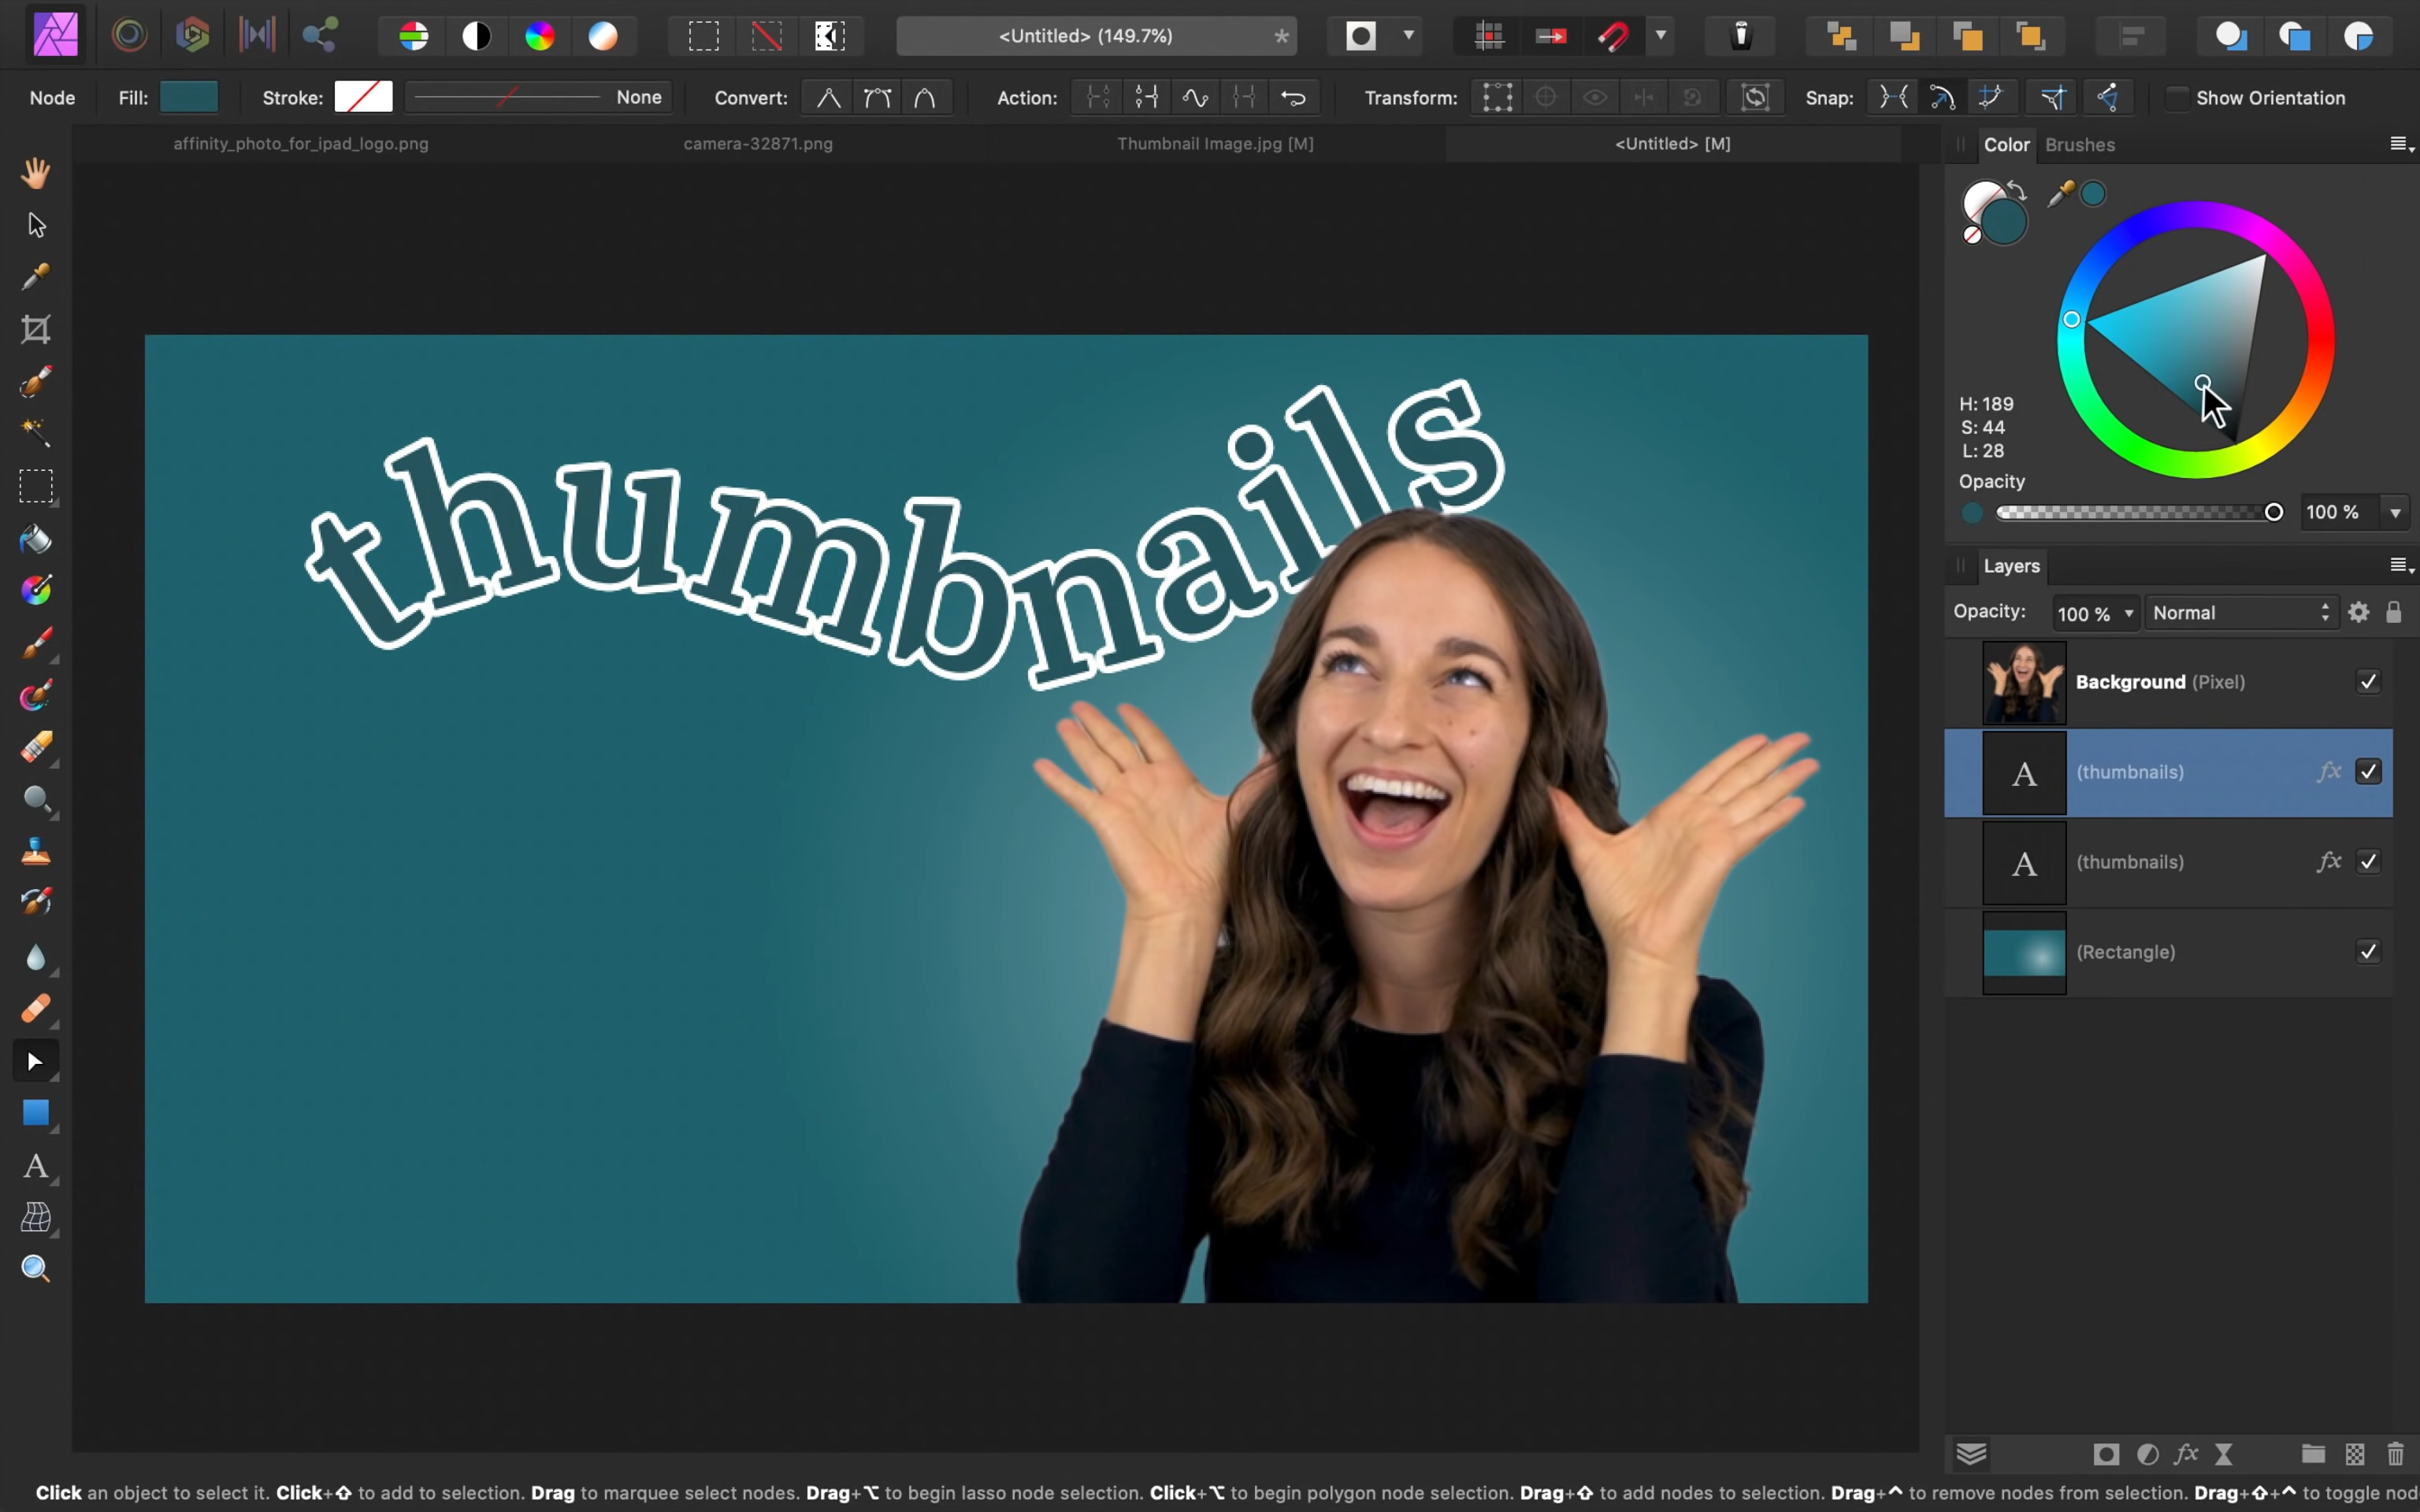 <Untitled> (149.7%) *
Node Fill: Stroke: None Convert: Action: Transform: Snap: Show Orientation
affinity_photo_for_ipad_logo.png camera-32871.png Thumbnail Image.jpg [M] <Untitled> [M]
Color Brushes
H: 189
S: 44
L: 28
Opacity
100 %
Layers
Opacity: 100 % Normal
Background (Pixel)
A (thumbnails) fx
A (thumbnails) fx
(Rectangle)
thumbnails
A
fx
Click an object to select it. Click+⇧ to add to selection. Drag to marquee select nodes. Drag+⌥ to begin lasso node selection. Click+⌥ to begin polygon node selection. Drag+⇧ to add nodes to selection. Drag+^ to remove nodes from selection. Drag+⇧+^ to toggle nod